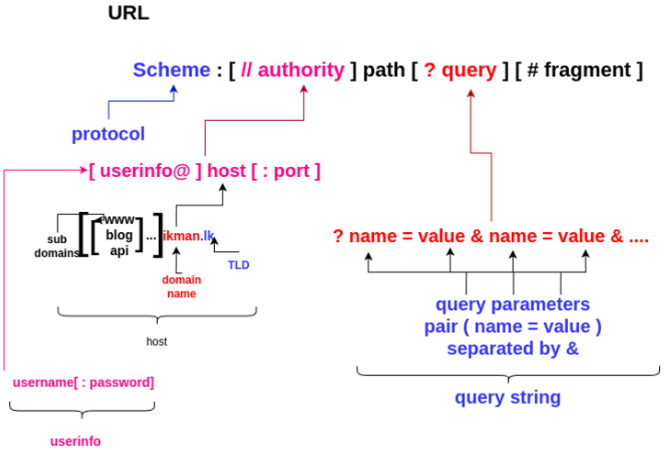 URL
Scheme : [ // authority ] path [ ? query ] [ # fragment ]
protocol
[ userinfo@ ] host [ : port ]
sub
domains
www
blog
api
...
ikman.lk
TLD
domain
name
host
? name = value & name = value & ....
query parameters
pair ( name = value )
separated by &
query string
username[ : password]
userinfo